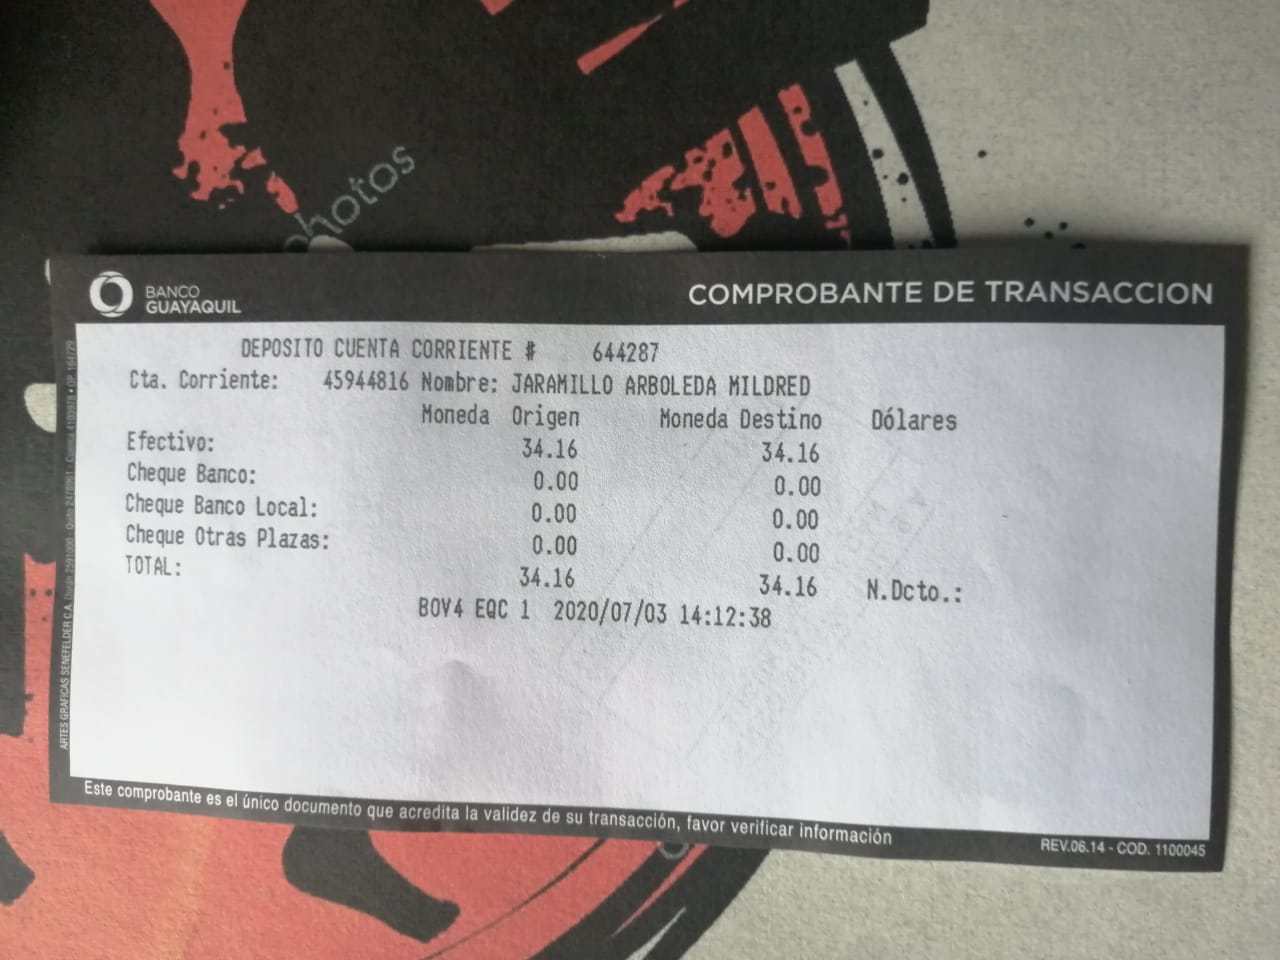 photos
BANCO
GUAYAQUIL
COMPROBANTE DE TRANSACCION
DEPOSITO CUENTA CORRIENTE # 644287
Cta. Corriente: 45944816 Nombre: JARAMILLO ARBOLEDA MILDRED
Moneda Origen Moneda Destino Dólares
Efectivo: 34.16 34.16
Cheque Banco: 0.00 0.00
Cheque Banco Local: 0.00 0.00
Cheque Otras Plazas: 0.00 0.00
TOTAL: 34.16 34.16 N.Dcto.:
BOV4 EQC 1 2020/07/03 14:12:38
Este comprobante es el único documento que acredita la validez de su transacción, favor verificar información
REV.06.14 - COD. 1100045
ARTES GRAFICAS SENEFELDER C.A.